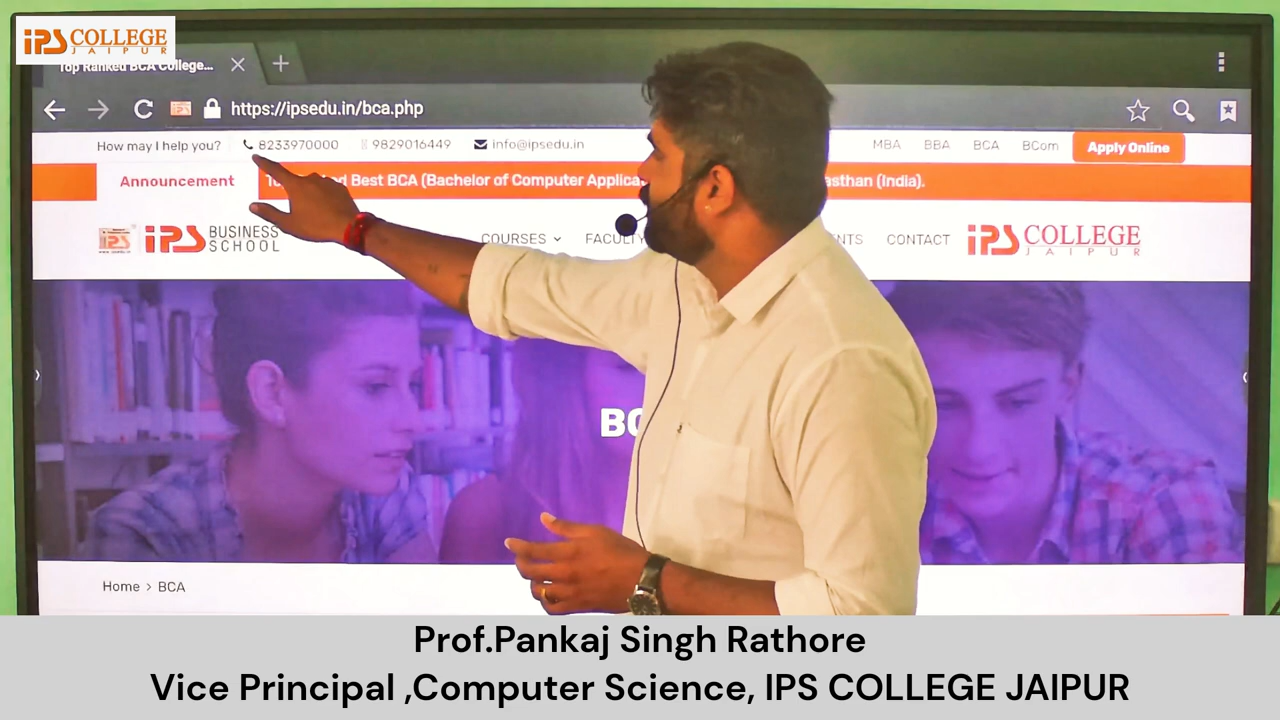 iPS COLLEGE
JAIPUR
Top Ranked BCA College...
https://ipsedu.in/bca.php
How may I help you? 8233970000 9829016449 info@ipsedu.in MBA BBA BCA BCom Apply Online
Announcement Best BCA (Bachelor of Computer (India).
iPS BUSINESS SCHOOL COURSES FACULTY CONTACT iPS COLLEGE
JAIPUR
Home > BCA
Prof.Pankaj Singh Rathore
Vice Principal ,Computer Science, IPS COLLEGE JAIPUR